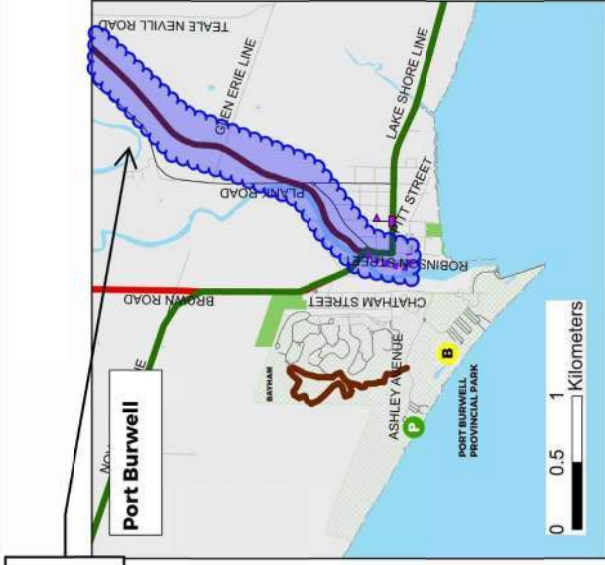 TEALE NEVILL ROAD
GLEN ERIE LINE
LAKE SHORE LINE
PLANK ROAD
PITT STREET
ROBINSON STREET
BROWN ROAD
CHATHAM STREET
Port Burwell
BAYHAM
ASHLEY AVENUE
B
P
PORT BURWELL
PROVINCIAL PARK
0 0.5 1
Kilometers